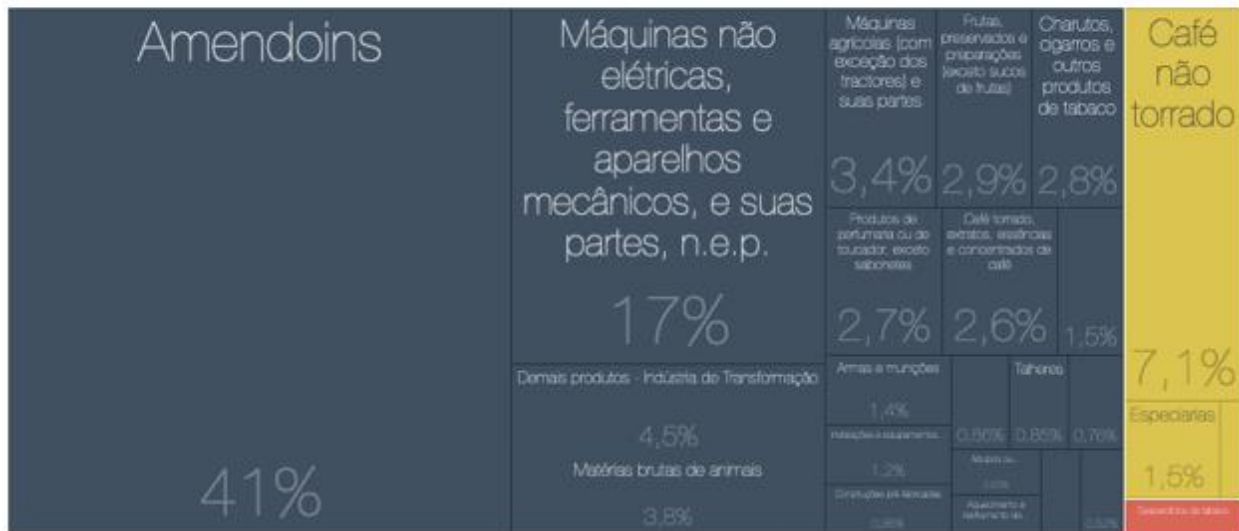 Amendoins
41%
Máquinas não
elétricas,
ferramentas e
aparelhos
mecânicos, e suas
partes, n.e.p.
17%
Demais produtos - Indústria de Transformação
4,5%
Matérias brutas de animais
3,8%
Máquinas
agrícolas (com
exceção dos
tractores) e
suas partes
3,4%
Frutas,
preservados e
preparações
(exceto sucos
de frutas)
2,9%
Charutos,
cigarros e
outros
produtos
de tabaco
2,8%
Produtos de
perfumaria ou de
toucador, exceto
sabonetes
2,7%
Café torrado,
extratos, essências
e concentrados de
café
2,6%
1,5%
Armas e munições
1,4%
1,2%
0,86%
Talheres
0,85%
0,76%
Café
não
torrado
7,1%
Especiarias
1,5%